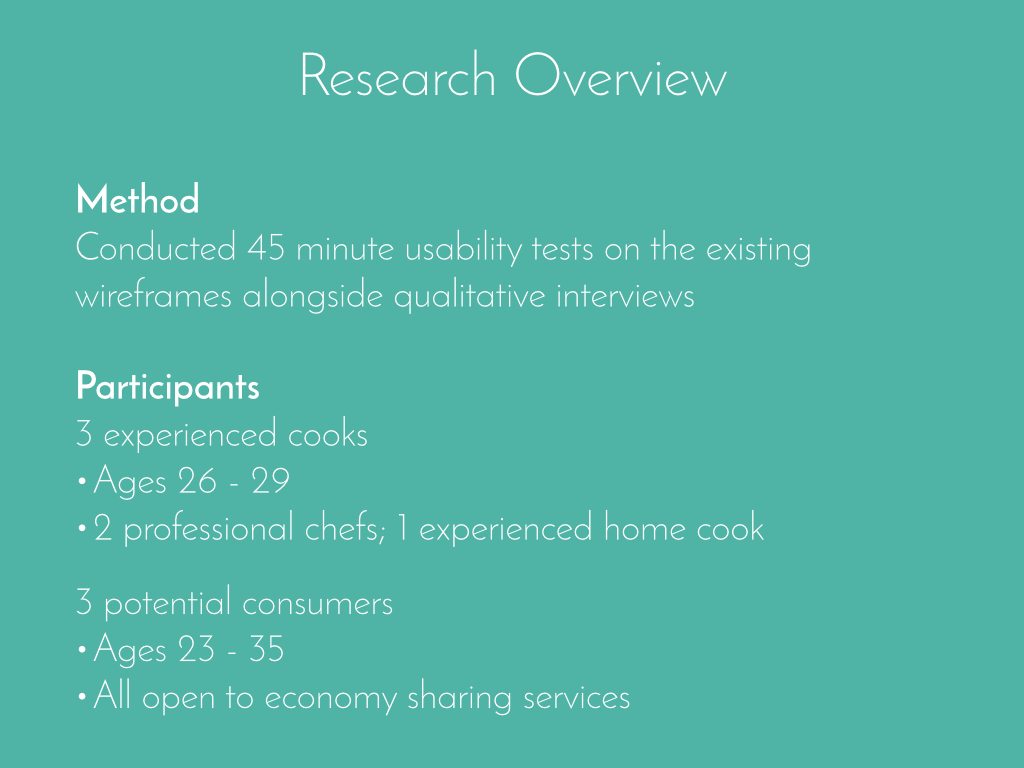 Research Overview
Method
Conducted 45 minute usability tests on the existing
wireframes alongside qualitative interviews
Participants
3 experienced cooks
• Ages 26 - 29
• 2 professional chefs; 1 experienced home cook
3 potential consumers
• Ages 23 - 35
• All open to economy sharing services